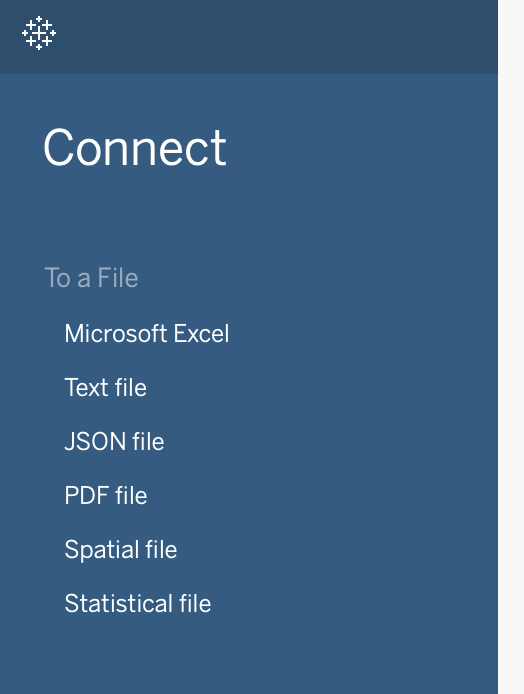 Connect
To a File
Microsoft Excel
Text file
JSON file
PDF file
Spatial file
Statistical file